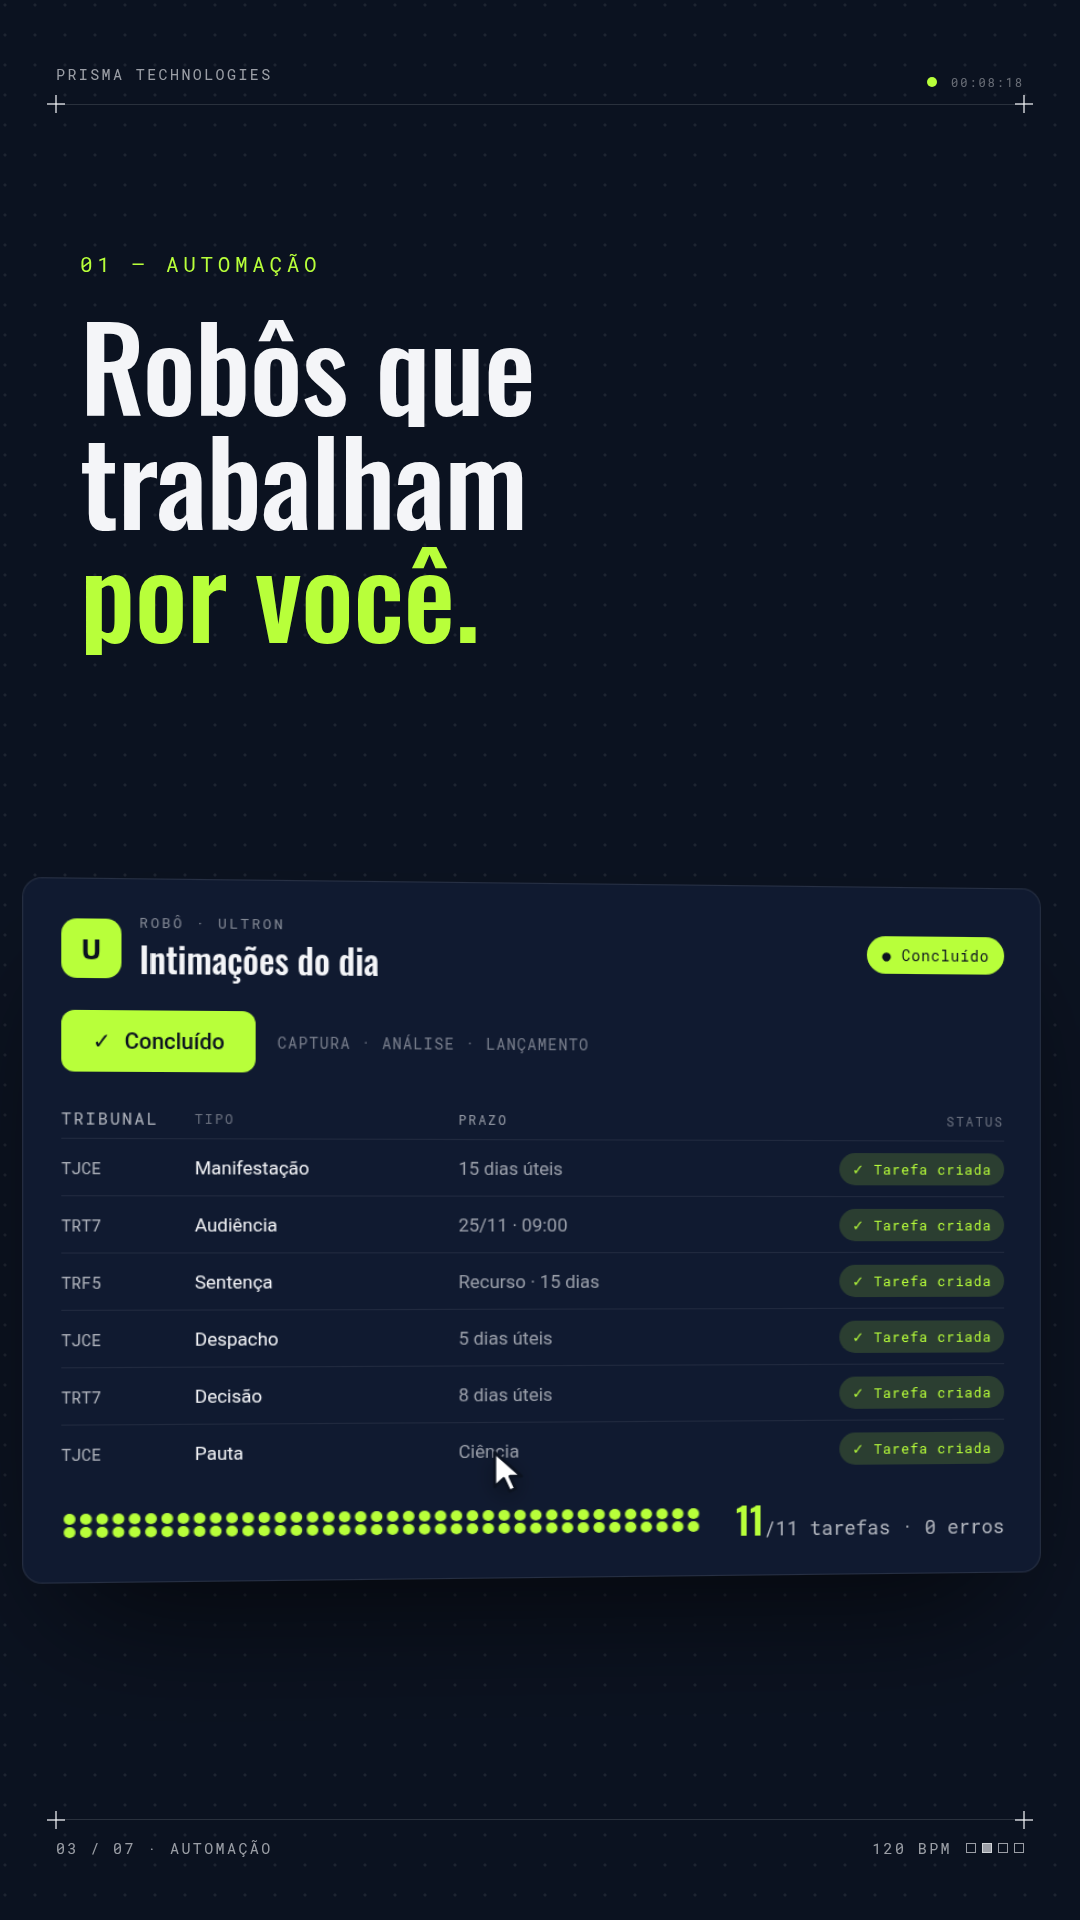 PRISMA TECHNOLOGIES
00:08:18
01 — AUTOMAÇÃO
Robôs que
trabalham
por você.
U
ROBÔ · ULTRON
Intimações do dia
● Concluído
✓ Concluído
CAPTURA · ANÁLISE · LANÇAMENTO
TRIBUNAL TIPO PRAZO STATUS
TJCE Manifestação 15 dias úteis ✓ Tarefa criada
TRT7 Audiência 25/11 · 09:00 ✓ Tarefa criada
TRF5 Sentença Recurso · 15 dias ✓ Tarefa criada
TJCE Despacho 5 dias úteis ✓ Tarefa criada
TRT7 Decisão 8 dias úteis ✓ Tarefa criada
TJCE Pauta Ciência ✓ Tarefa criada
11/11 tarefas · 0 erros
03 / 07 · AUTOMAÇÃO
120 BPM